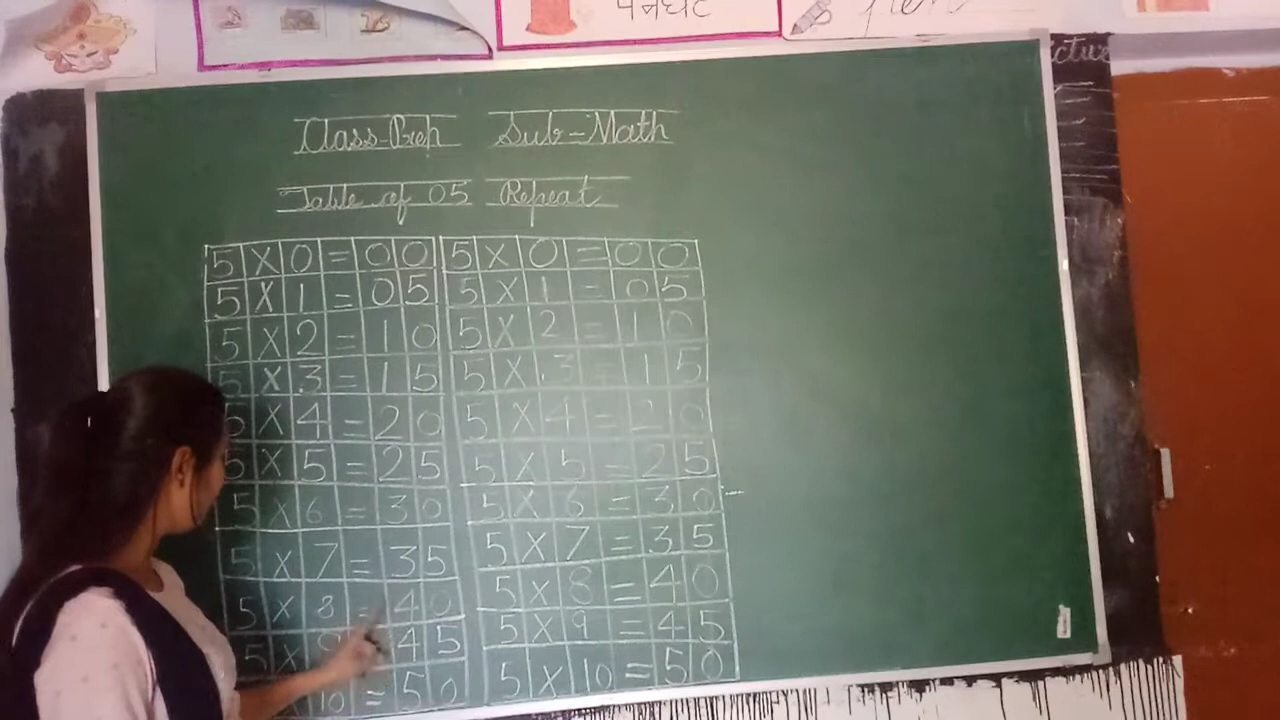 पनघट
Pen
Class-Prep Sub-Math
Table of 05 Repeat
5 X 0 = 00 5 X 0 = 00
5 X 1 = 05 5 X 1 = 05
5 X 2 = 10 5 X 2 = 10
5 X 3 = 15 5 X 3 = 15
5 X 4 = 20 5 X 4 = 20
5 X 5 = 25 5 X 5 = 25
5 X 6 = 30 5 X 6 = 30
5 X 7 = 35 5 X 7 = 35
5 X 8 = 40 5 X 8 = 40
5 X 9 = 45 5 X 9 = 45
10 = 50 5 X 10 = 50